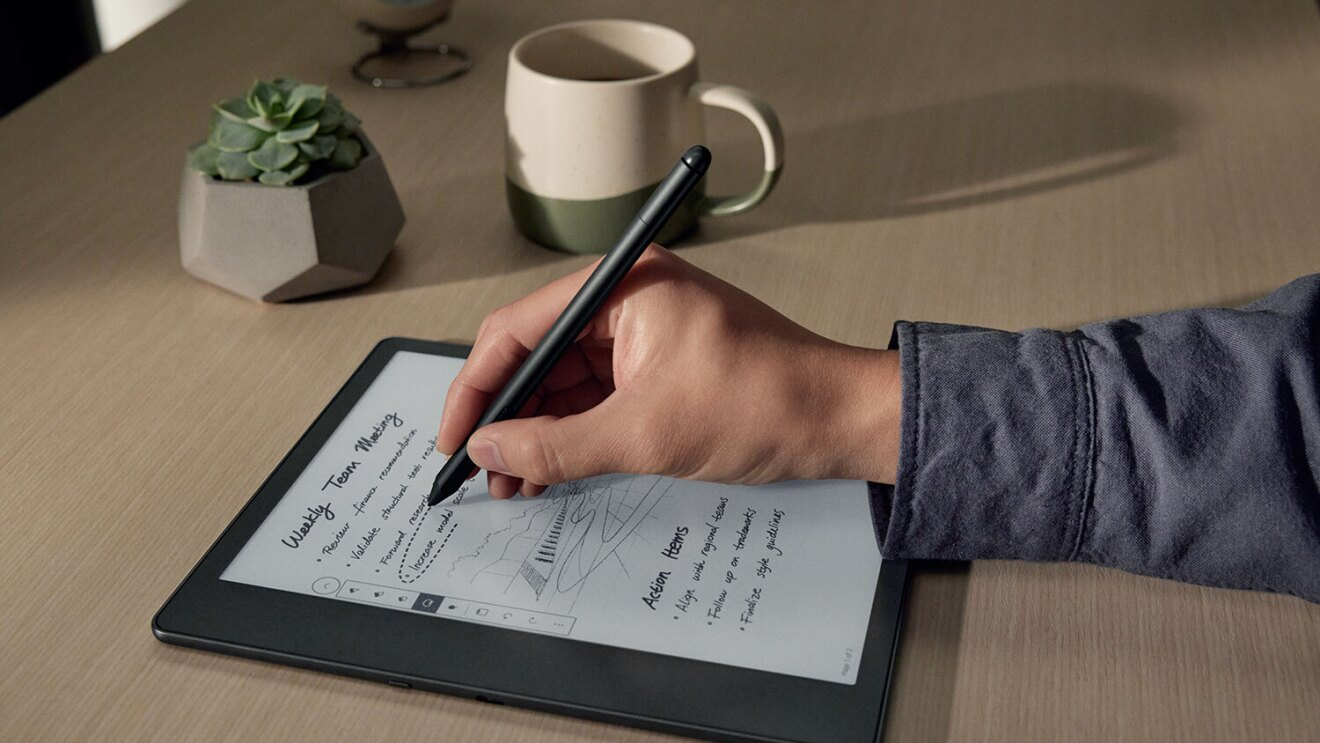 Weekly Team Meeting
• Review finance recommendation
• Validate structural test results
• Forward research
• Increase model scale
Action Items
• Align with regional teams
• Follow up on trademarks
• Finalize style guidelines
Page 1 of 2